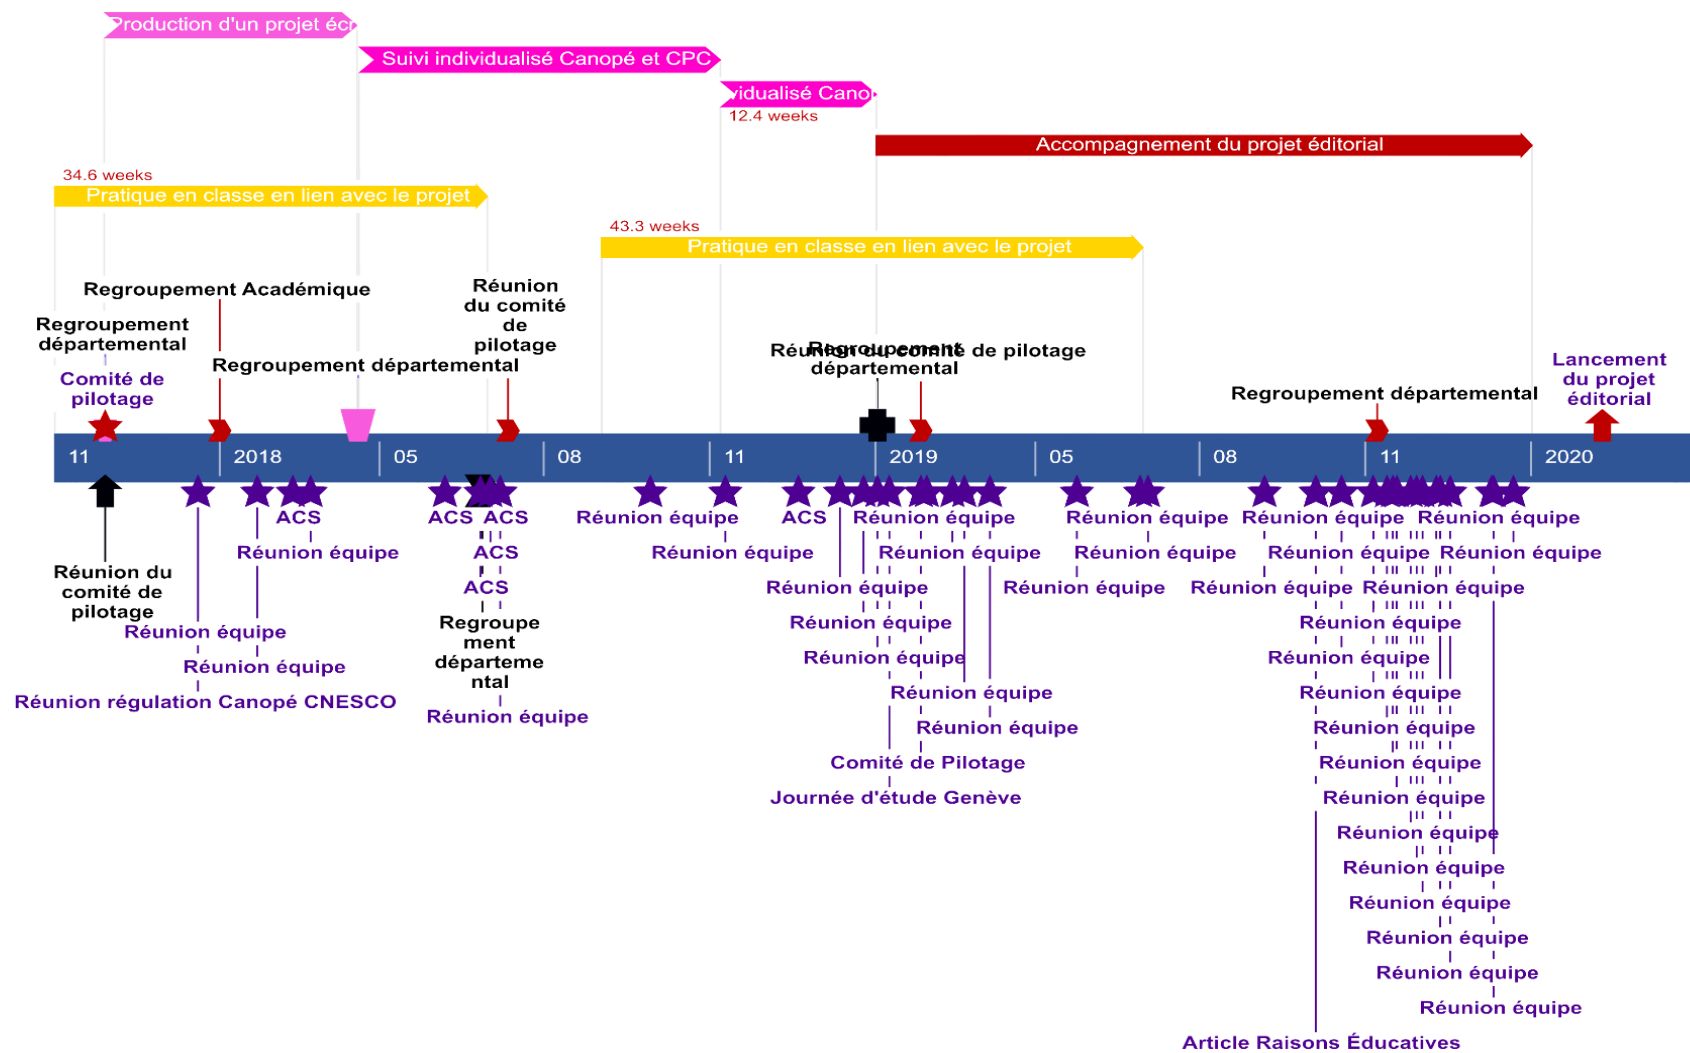 Production d'un projet écr
Suivi individualisé Canopé et CPC
vidualisé Cano
12.4 weeks
Accompagnement du projet éditorial
34.6 weeks
Pratique en classe en lien avec le projet
43.3 weeks
Pratique en classe en lien avec le projet
Regroupement Académique
Réunion
du comité
de
pilotage
Regroupement
départemental
Regroupement départemental
Réunion du comité de pilotage
Regroupement
départemental
Comité de
pilotage
Regroupement départemental
Lancement
du projet
éditorial
11
2018
05
08
11
2019
05
08
11
2020
ACS
ACS
ACS
Réunion équipe
ACS
Réunion équipe
Réunion équipe
Réunion équipe
Réunion équipe
Réunion équipe
ACS
Réunion équipe
Réunion équipe
Réunion équipe
Réunion équipe
Réunion équipe
Réunion du
comité de
pilotage
ACS
Réunion équipe
Réunion équipe
Réunion équipe
Réunion équipe
Regroupe
ment
départeme
ntal
Réunion équipe
Réunion équipe
Réunion équipe
Réunion équipe
Réunion équipe
Réunion équipe
Réunion régulation Canopé CNESCO
Réunion équipe
Réunion équipe
Réunion équipe
Réunion équipe
Réunion équipe
Comité de Pilotage
Réunion équipe
Journée d'étude Genève
Réunion équipe
Réunion équipe
Réunion équipe
Réunion équipe
Réunion équipe
Réunion équipe
Réunion équipe
Article Raisons Éducatives